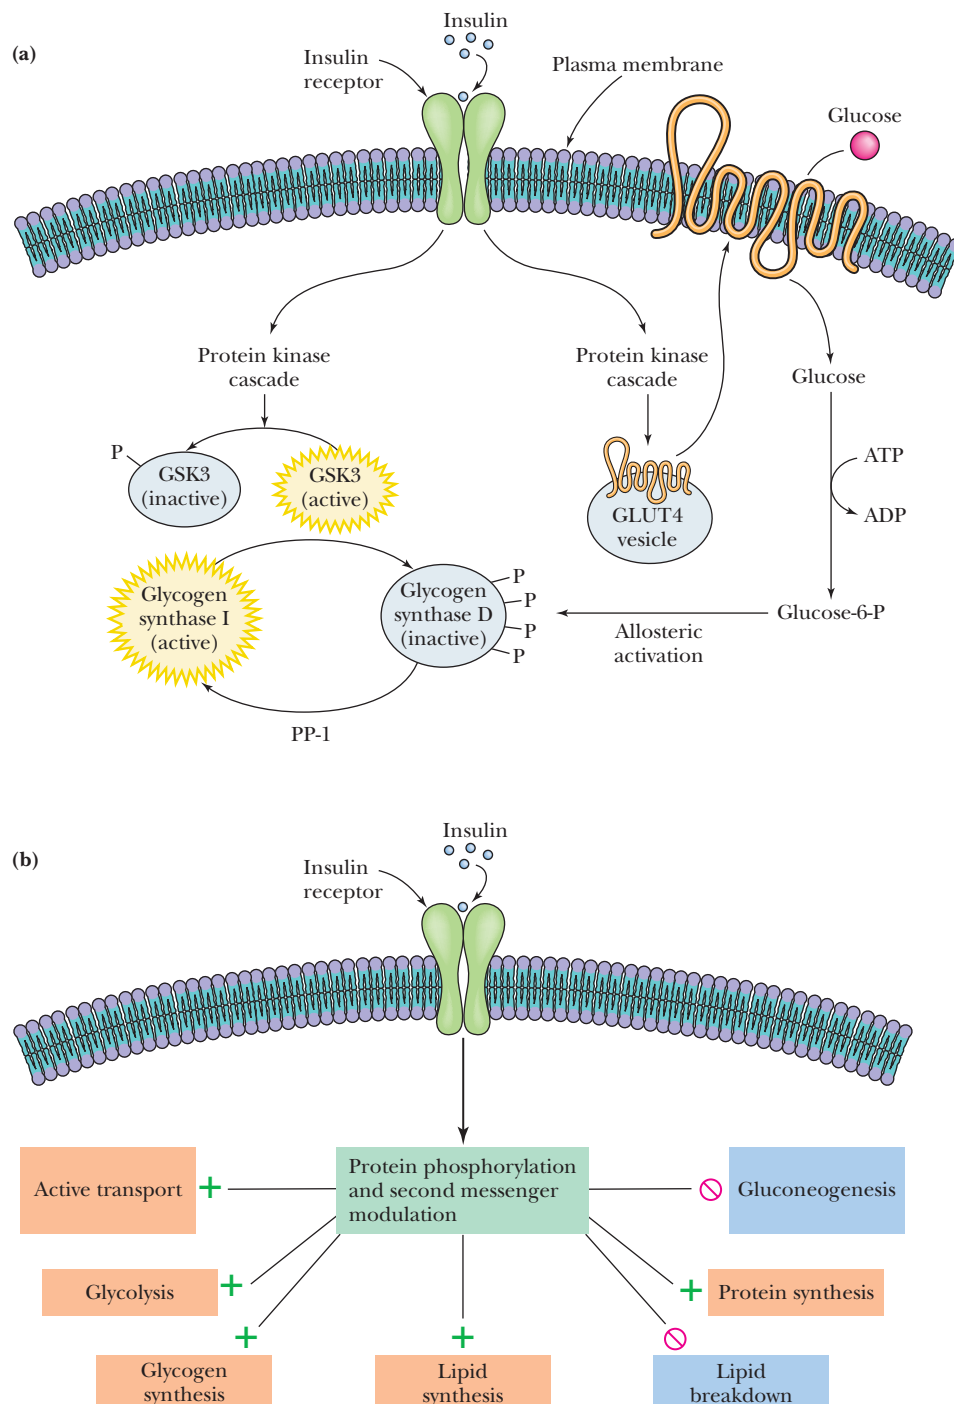 (a)
Insulin
Insulin
receptor
Plasma membrane
Glucose
Protein kinase
cascade
Protein kinase
cascade
Glucose
P
GSK3
(inactive)
GSK3
(active)
GLUT4
vesicle
ATP
ADP
Glycogen
synthase I
(active)
Glycogen
synthase D
(inactive)
P
P
P
P
Allosteric
activation
Glucose-6-P
PP-1
(b)
Insulin
Insulin
receptor
Protein phosphorylation
and second messenger
modulation
Active transport +
Gluconeogenesis
Glycolysis +
+ Protein synthesis
+
Glycogen
synthesis
+
Lipid
synthesis
Lipid
breakdown